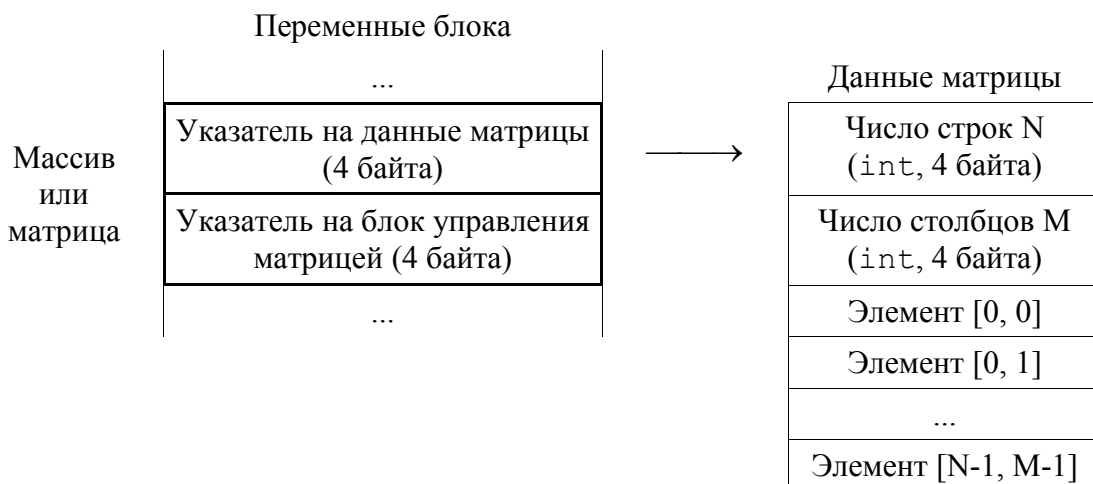 Переменные блока
...
Массив
или
матрица
Указатель на данные матрицы
(4 байта)
Указатель на блок управления
матрицей (4 байта)
...
Данные матрицы
Число строк N
(int, 4 байта)
Число столбцов M
(int, 4 байта)
Элемент [0, 0]
Элемент [0, 1]
...
Элемент [N-1, M-1]